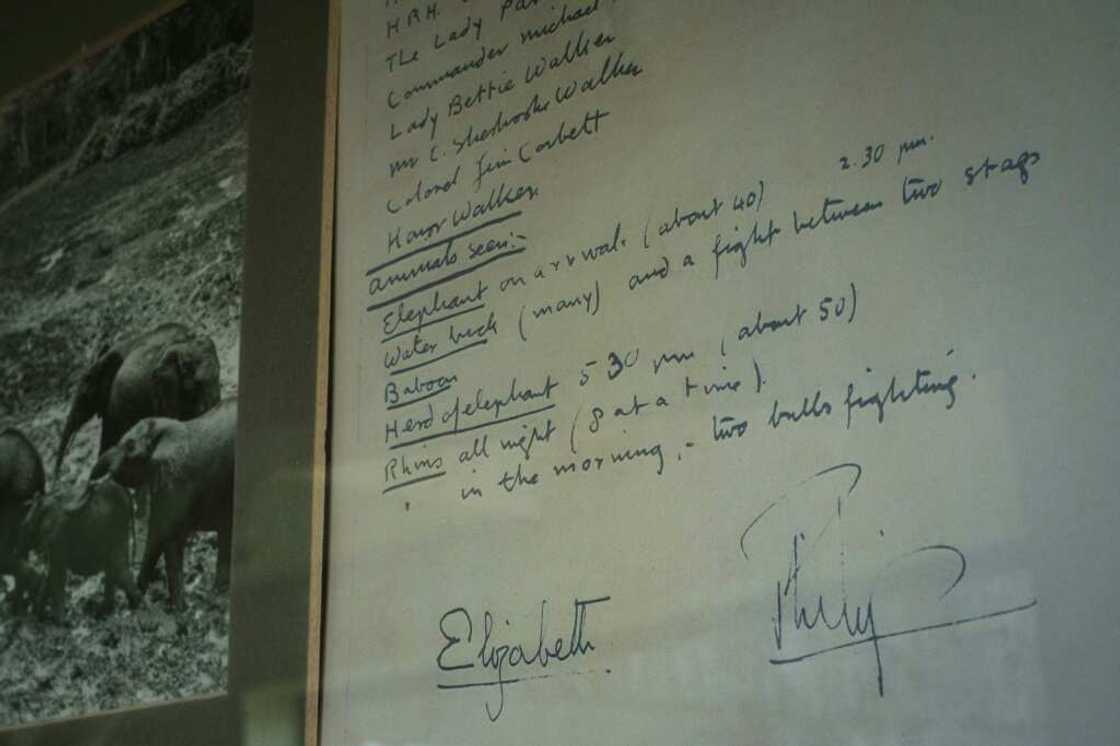 H.R.H.
The Lady Pa
Commander michael
Lady Bettie Walker
mr C. Sherbrooke Walker
Colonel Jim Corbett
Honor Walker
animals seen:-
Elephant on arrival. (about 40) 2.30 pm.
Water buck (many) and a fight between two stags
Baboon
Herd of elephant 5 30 pm (about 50)
Rhino all night (8 at a time).
" in the morning, - two bulls fighting.
Elizabeth
Philip